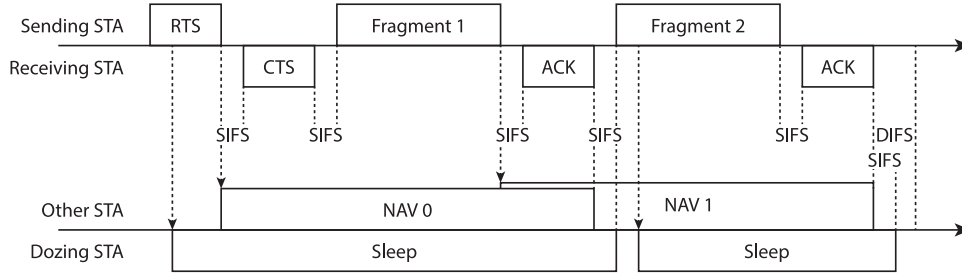 Sending STA RTS Fragment 1 Fragment 2
Receiving STA CTS ACK ACK
SIFS SIFS SIFS SIFS SIFS DIFS
SIFS
Other STA NAV 0 NAV 1
Dozing STA Sleep Sleep